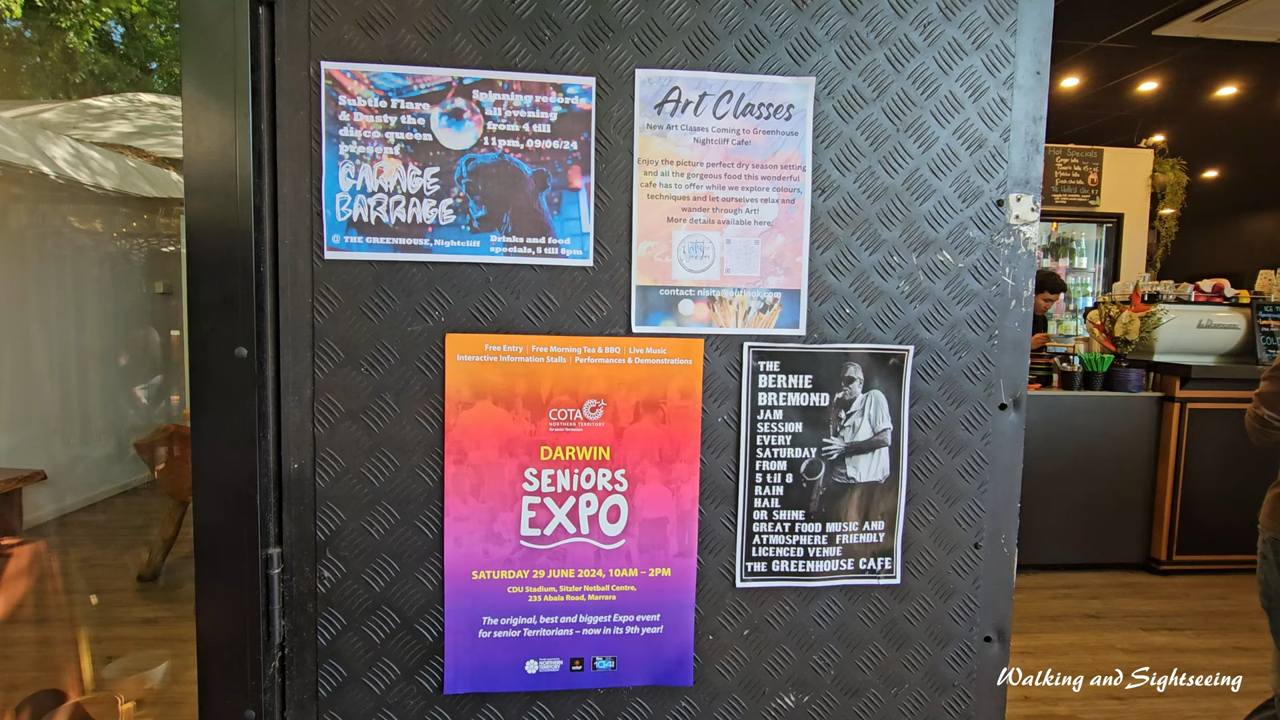 Subtle Flare
& Dusty the
disco queen
present
GARAGE
BARRAGE
@ THE GREENHOUSE, Nightcliff
Spinning records
all evening
from 4 till
11pm, 09/06/24
Drinks and food
specials, 5 till 8pm
Art Classes
New Art Classes Coming to Greenhouse
Nightcliff Cafe!
Enjoy the picture perfect dry season setting
and all the gorgeous food this wonderful
cafe has to offer while we explore colours,
techniques and let ourselves relax and
wander through Art!
More details available here:
contact: nisita@outlook.com
Free Entry | Free Morning Tea & BBQ | Live Music
Interactive Information Stalls | Performances & Demonstrations
COTA
NORTHERN TERRITORY
for senior Territorians
DARWIN
SENiORS
EXPO
SATURDAY 29 JUNE 2024, 10AM – 2PM
CDU Stadium, Sitzler Netball Centre,
235 Abala Road, Marrara
The original, best and biggest Expo event
for senior Territorians – now in its 9th year!
NORTHERN
TERRITORY
104.1
THE
BERNIE
BREMOND
JAM
SESSION
EVERY
SATURDAY
FROM
5 til 8
RAIN
HAIL
OR SHINE
GREAT FOOD MUSIC AND
ATMOSPHERE FRIENDLY
LICENCED VENUE
THE GREENHOUSE CAFE
Hot Specials
Walking and Sightseeing